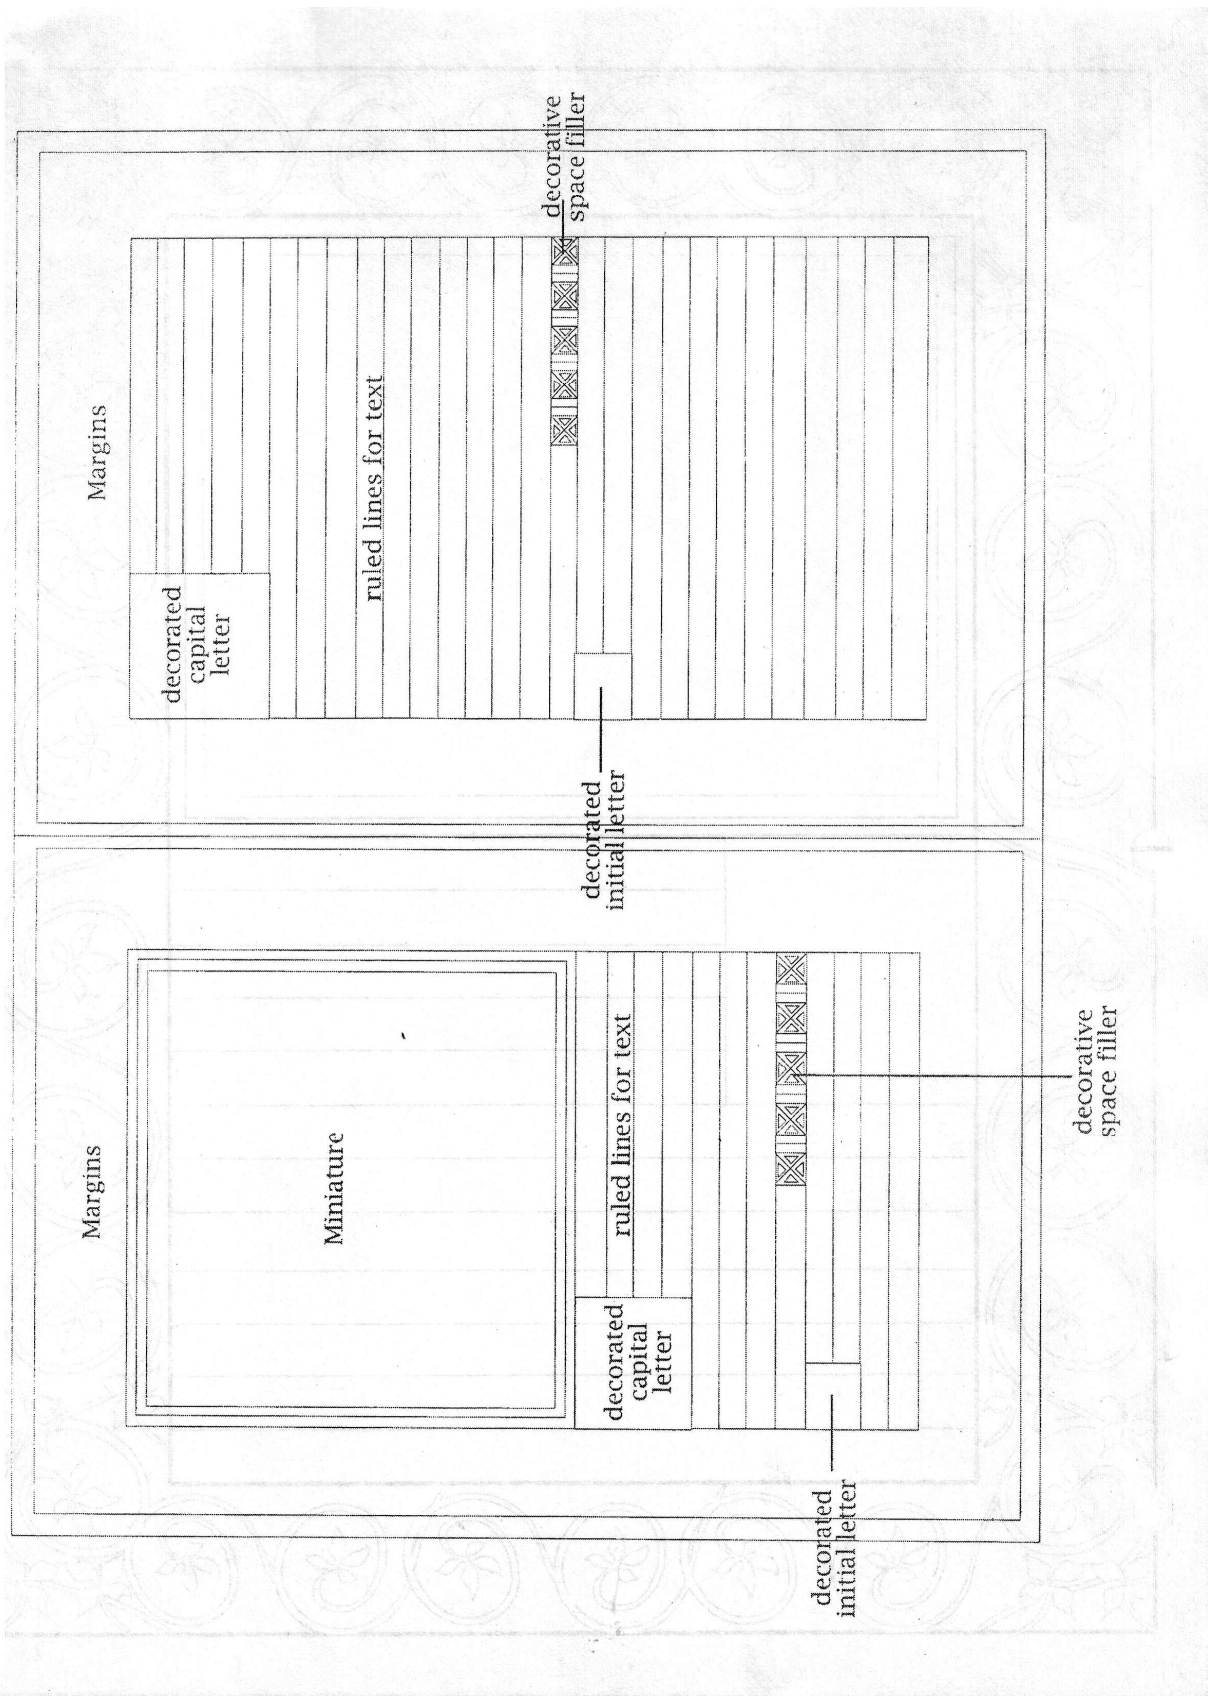 Margins
Miniature
decorated
capital
letter
ruled lines for text
decorated
initial letter
decorative
space filler
Margins
decorated
capital
letter
ruled lines for text
decorated
initial letter
decorative
space filler